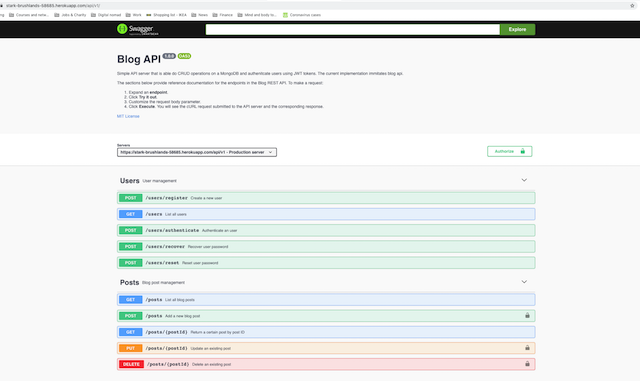 stark-brushlands-58685.herokuapp.com/api/v1/
Courses and netw... Jobs & Charity Digital nomad Work Shopping list - IKEA News Finance Mind and body is... Coronavirus cases
Swagger Explore
Blog API 1.0.0 OAS3
Simple API server that is able do CRUD operations on a MongoDB and authenticate users using JWT tokens. The current implementation mimitates blog api
The sections below provide reference documentation for the endpoints in the Blog REST API. To make a request:
1. Expand an endpoint.
2. Click Try it out.
3. Customize the request body parameter.
4. Click Execute. You will see the cURL request submitted to the API server and the corresponding response.
MIT License
Servers
https://stark-brushlands-58685.herokuapp.com/api/v1 - Production server
Authorize
Users User management
POST /users/register Create a new user
GET /users List all users
POST /users/authenticate Authenticate an user
POST /users/recover Recover user password
POST /users/reset Reset user password
Posts Blog post management
GET /posts List all blog posts
POST /posts Add a new blog post
GET /posts/{postId} Return a certain post by post ID
PUT /posts/{postId} Update an existing post
DELETE /posts/{postId} Delete an existing post